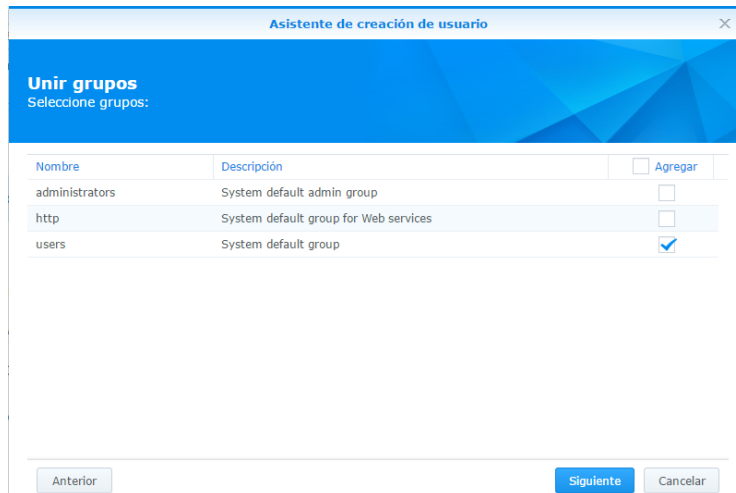 Asistente de creación de usuario
Unir grupos
Seleccione grupos:
Nombre Descripción Agregar
administrators System default admin group
http System default group for Web services
users System default group
Anterior Siguiente Cancelar